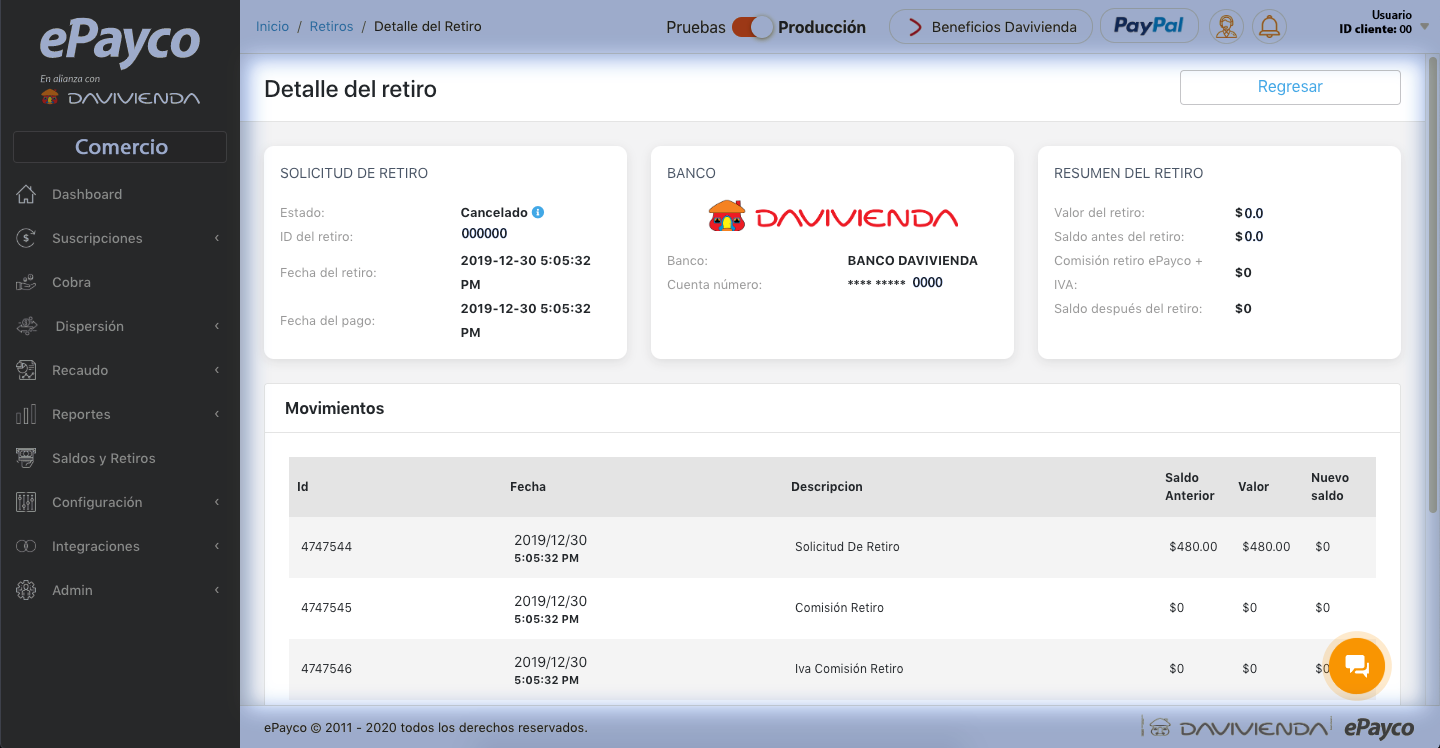 ePayco
En alianza con
DAVIVIENDA
Comercio
Dashboard
Suscripciones
Cobra
Dispersión
Recaudo
Reportes
Saldos y Retiros
Configuración
Integraciones
Admin
Inicio / Retiros / Detalle del Retiro
Pruebas Producción
Beneficios Davivienda
PayPal
Usuario
ID cliente: 00
Detalle del retiro
Regresar
SOLICITUD DE RETIRO
Estado: Cancelado
ID del retiro: 000000
Fecha del retiro: 2019-12-30 5:05:32
PM
Fecha del pago: 2019-12-30 5:05:32
PM
BANCO
DAVIVIENDA
Banco: BANCO DAVIVIENDA
Cuenta número: **** ***** 0000
RESUMEN DEL RETIRO
Valor del retiro: $0.0
Saldo antes del retiro: $0.0
Comisión retiro ePayco +
IVA: $0
Saldo después del retiro: $0
Movimientos
Id Fecha Descripcion Saldo Anterior Valor Nuevo saldo
4747544 2019/12/30 5:05:32 PM Solicitud De Retiro $480.00 $480.00 $0
4747545 2019/12/30 5:05:32 PM Comisión Retiro $0 $0 $0
4747546 2019/12/30 5:05:32 PM Iva Comisión Retiro $0 $0 $0
ePayco © 2011 - 2020 todos los derechos reservados.
DAVIVIENDA ePayco